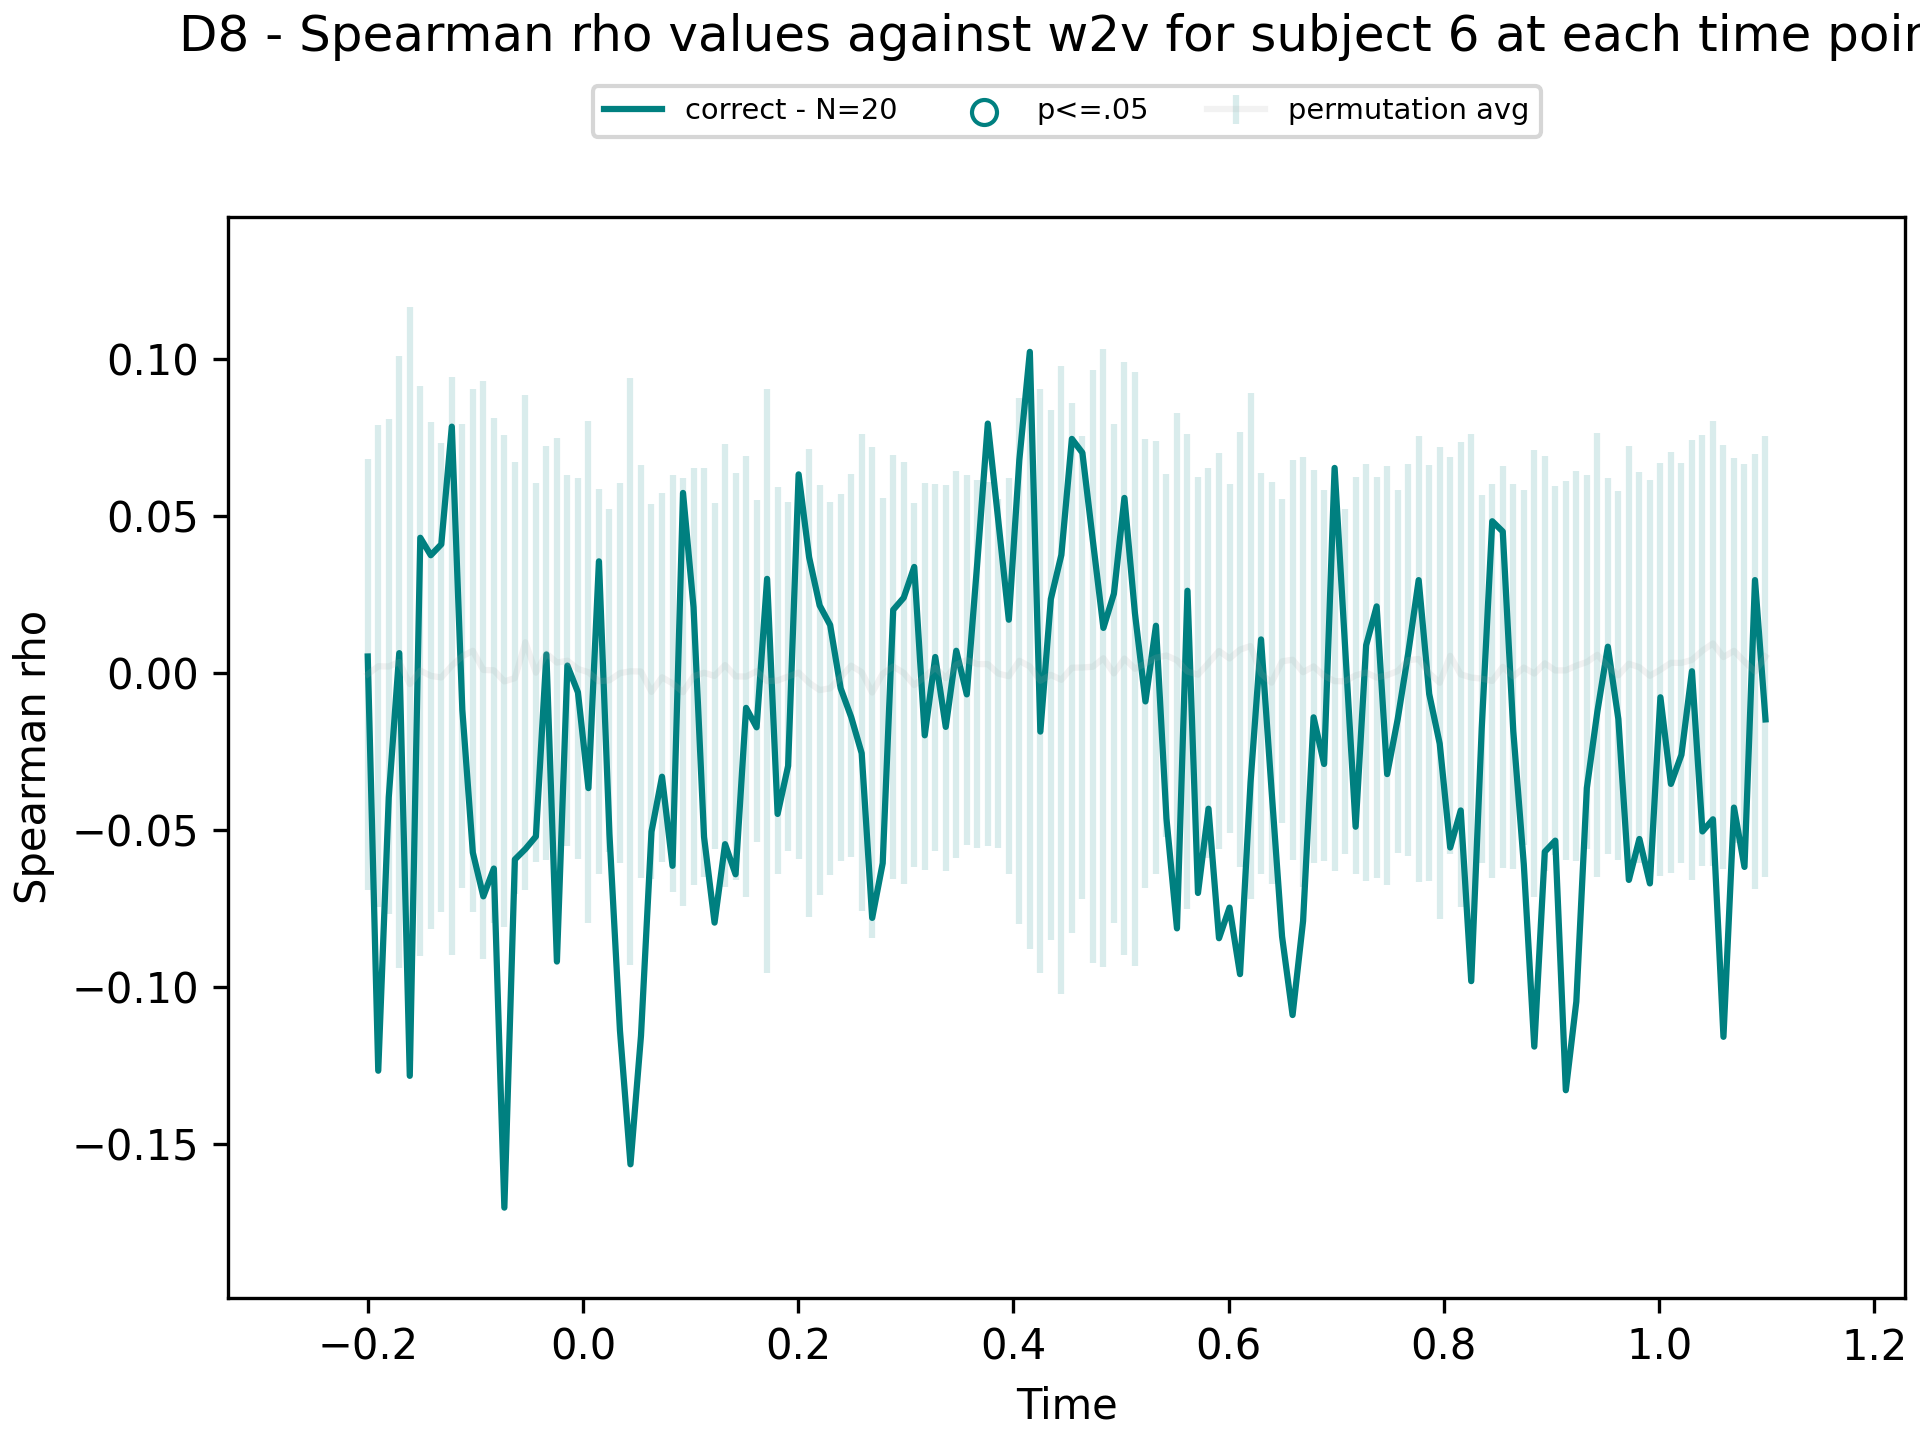 D8 - Spearman rho values against w2v for subject 6 at each time poin
correct - N=20
p<=.05
permutation avg
Spearman rho
0.10
0.05
0.00
−0.05
−0.10
−0.15
−0.2
0.0
0.2
0.4
0.6
0.8
1.0
1.2
Time